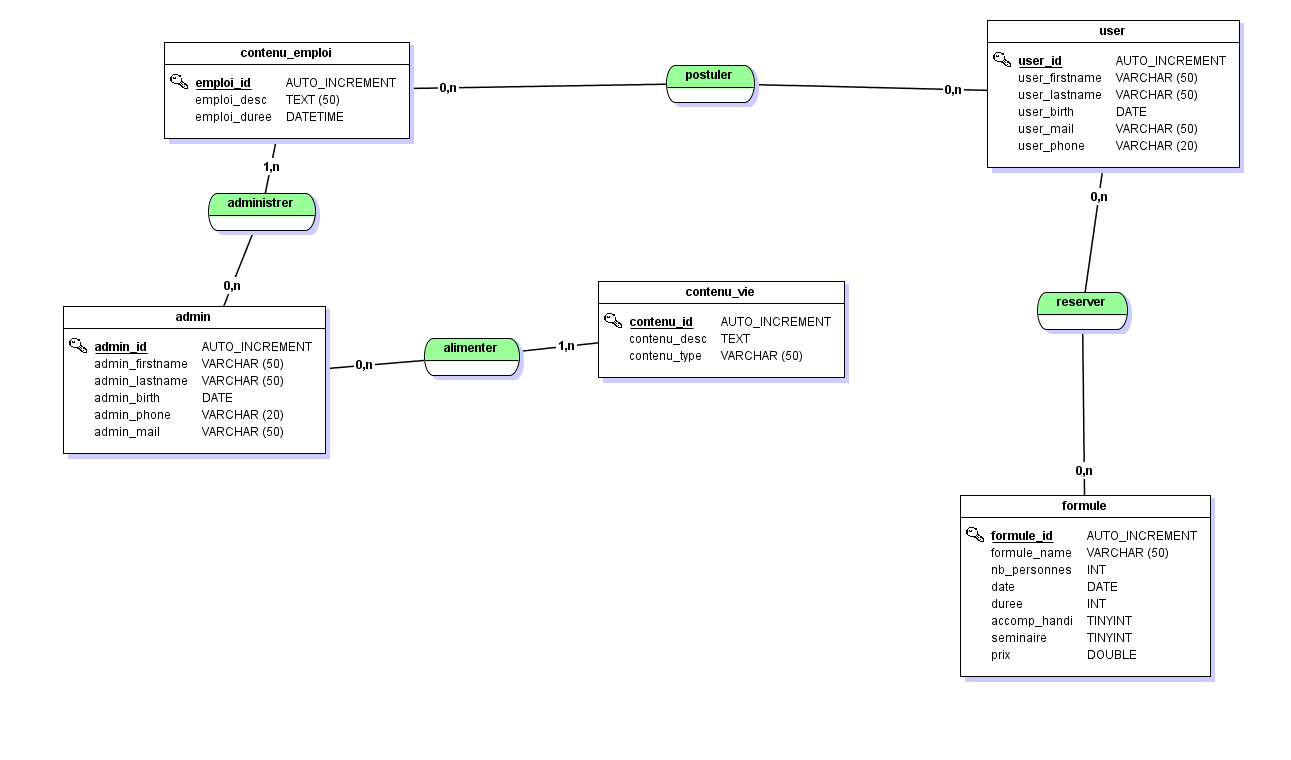 contenu_emploi
emploi_id AUTO_INCREMENT
emploi_desc TEXT (50)
emploi_duree DATETIME
0,n
postuler
0,n
user
user_id AUTO_INCREMENT
user_firstname VARCHAR (50)
user_lastname VARCHAR (50)
user_birth DATE
user_mail VARCHAR (50)
user_phone VARCHAR (20)
1,n
administrer
0,n
admin
admin_id AUTO_INCREMENT
admin_firstname VARCHAR (50)
admin_lastname VARCHAR (50)
admin_birth DATE
admin_phone VARCHAR (20)
admin_mail VARCHAR (50)
0,n
alimenter
1,n
contenu_vie
contenu_id AUTO_INCREMENT
contenu_desc TEXT
contenu_type VARCHAR (50)
0,n
reserver
0,n
formule
formule_id AUTO_INCREMENT
formule_name VARCHAR (50)
nb_personnes INT
date DATE
duree INT
accomp_handi TINYINT
seminaire TINYINT
prix DOUBLE